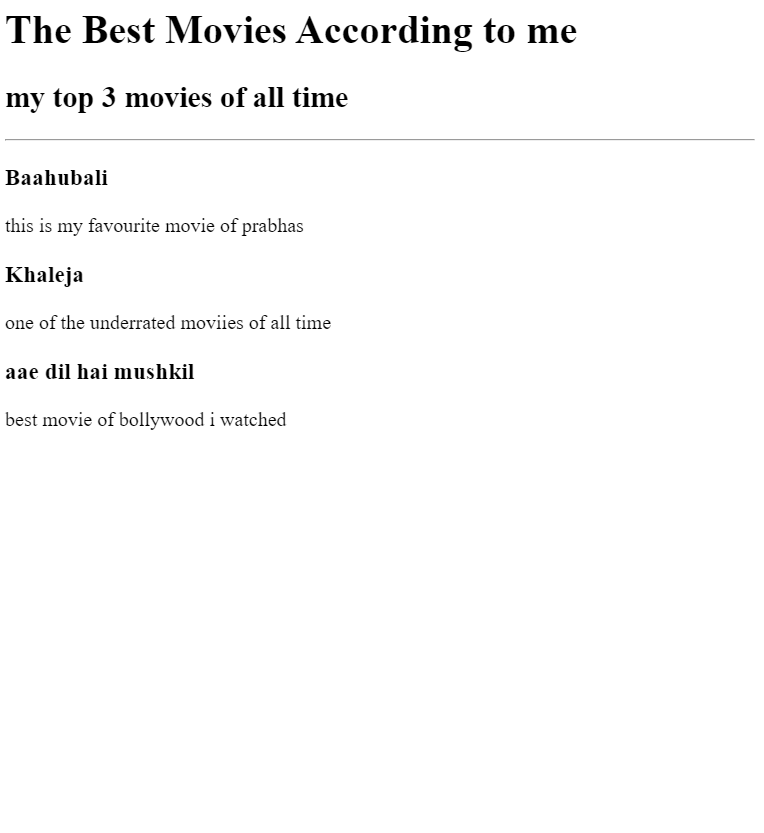 The Best Movies According to me
my top 3 movies of all time
Baahubali
this is my favourite movie of prabhas
Khaleja
one of the underrated moviies of all time
aae dil hai mushkil
best movie of bollywood i watched